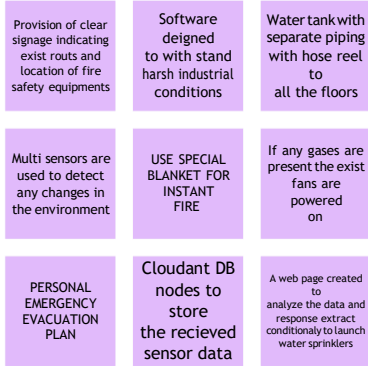 Provision of clear
signage indicating
exist routs and
location of fire
safety equipments
Software
deigned
to with stand
harsh industrial
conditions
Water tank with
separate piping
with hose reel
to
all the floors
Multi sensors are
used to detect
any changes in
the environment
USE SPECIAL
BLANKET FOR
INSTANT
FIRE
If any gases are
present the exist
fans are
powered
on
PERSONAL
EMERGENCY
EVACUATION
PLAN
Cloudant DB
nodes to
store
the recieved
sensor data
A web page created
to
analyze the data and
response extract
conditionaly to launch
water sprinklers